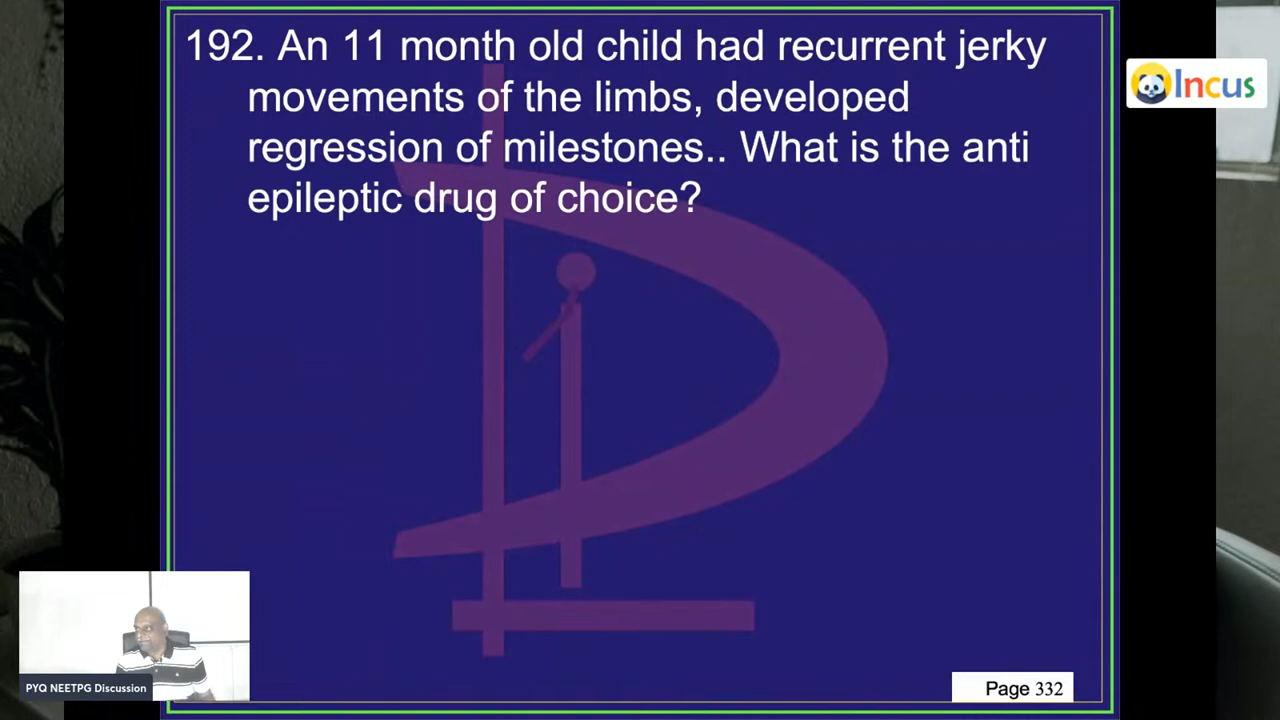 192. An 11 month old child had recurrent jerky
movements of the limbs, developed
regression of milestones.. What is the anti
epileptic drug of choice?
Incus
PYQ NEETPG Discussion
Page 332